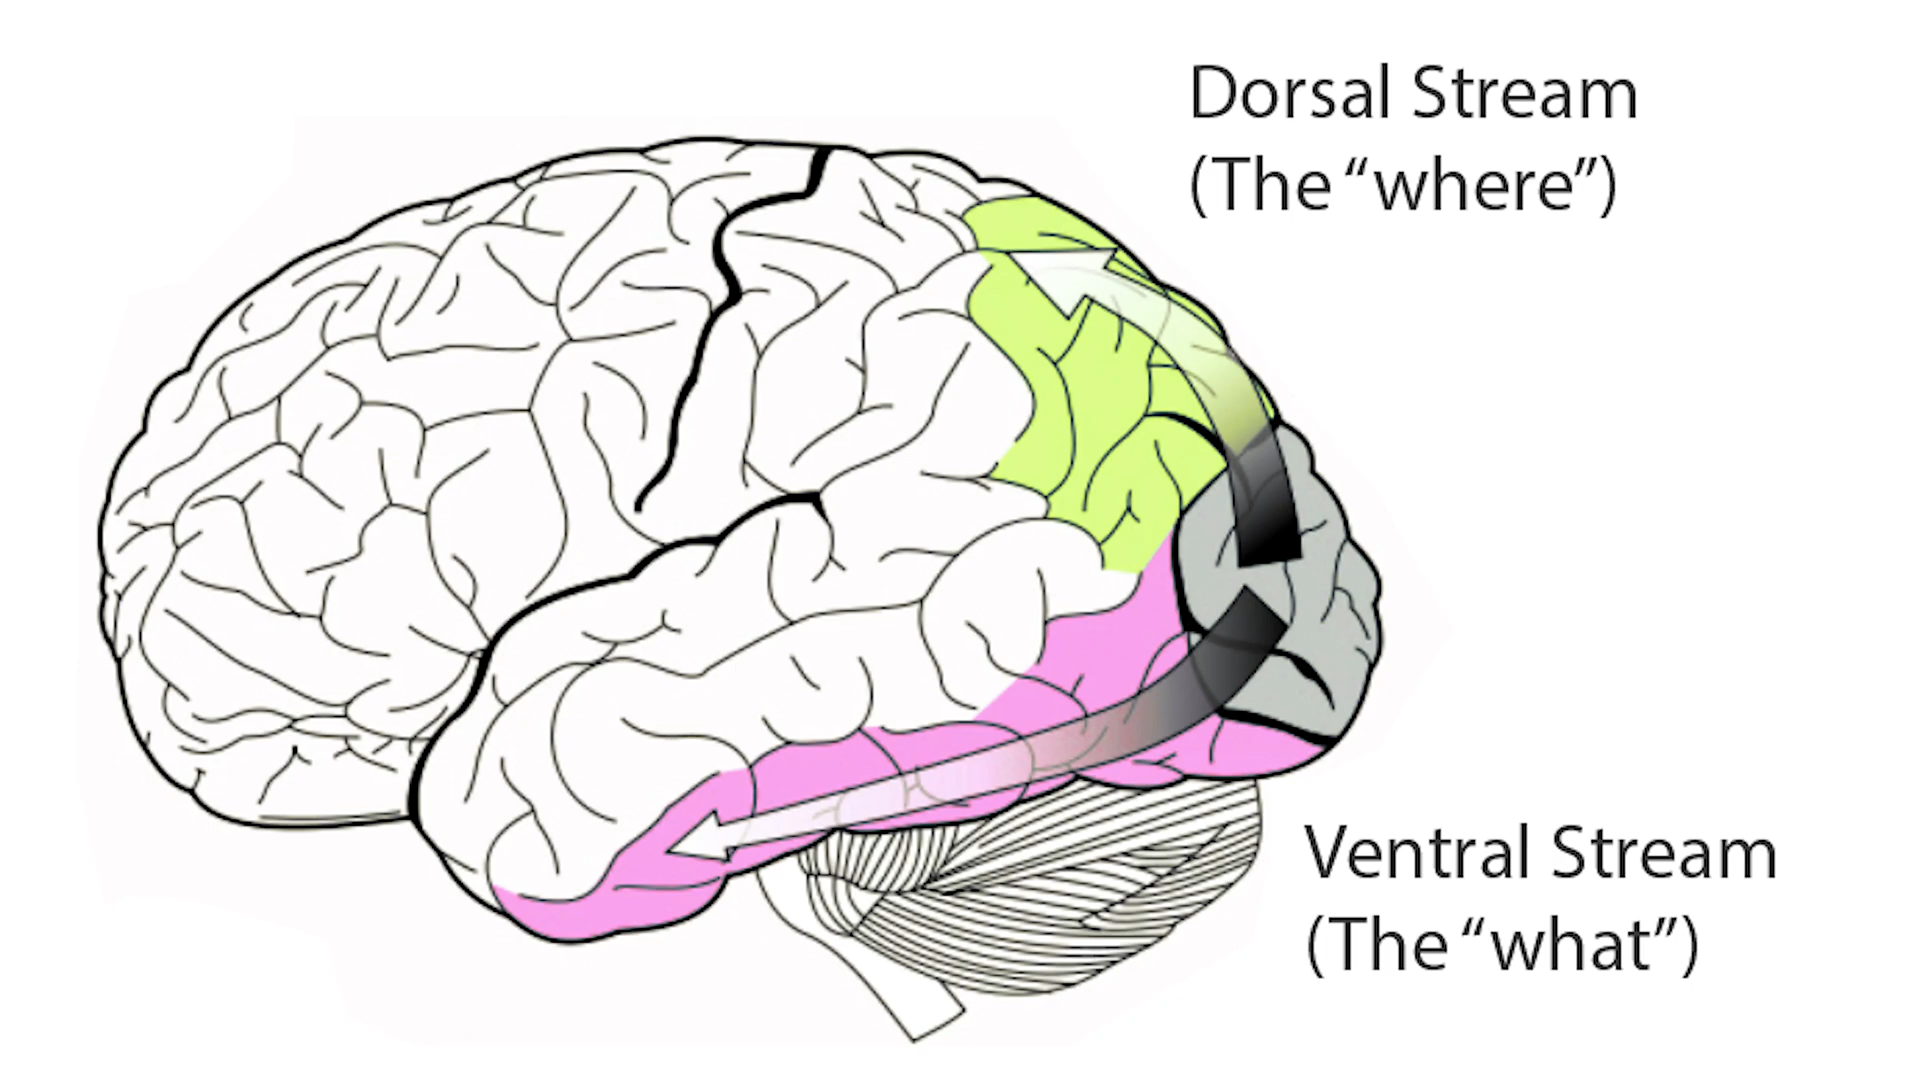 Dorsal Stream
(The “where”)
Ventral Stream
(The “what”)